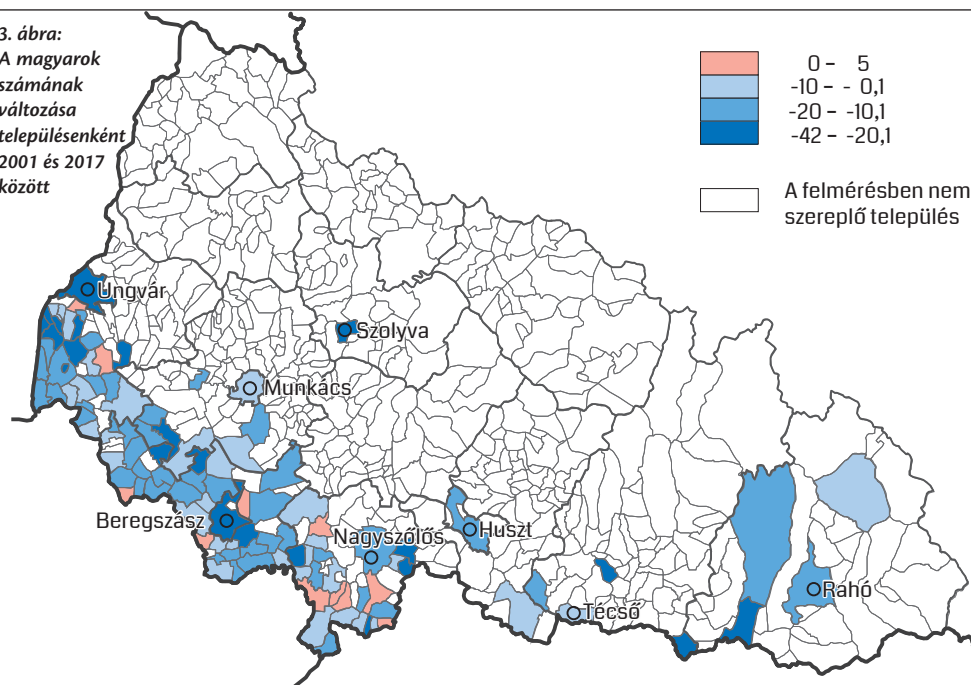 3. ábra:
A magyarok
számának
változása
településenként
2001 és 2017
között
0 – 5
-10 – - 0,1
-20 – -10,1
-42 – -20,1
A felmérésben nem
szereplő település
Ungvár
Szolyva
Munkács
Beregszász
Nagyszőlős
Huszt
Técső
Rahó